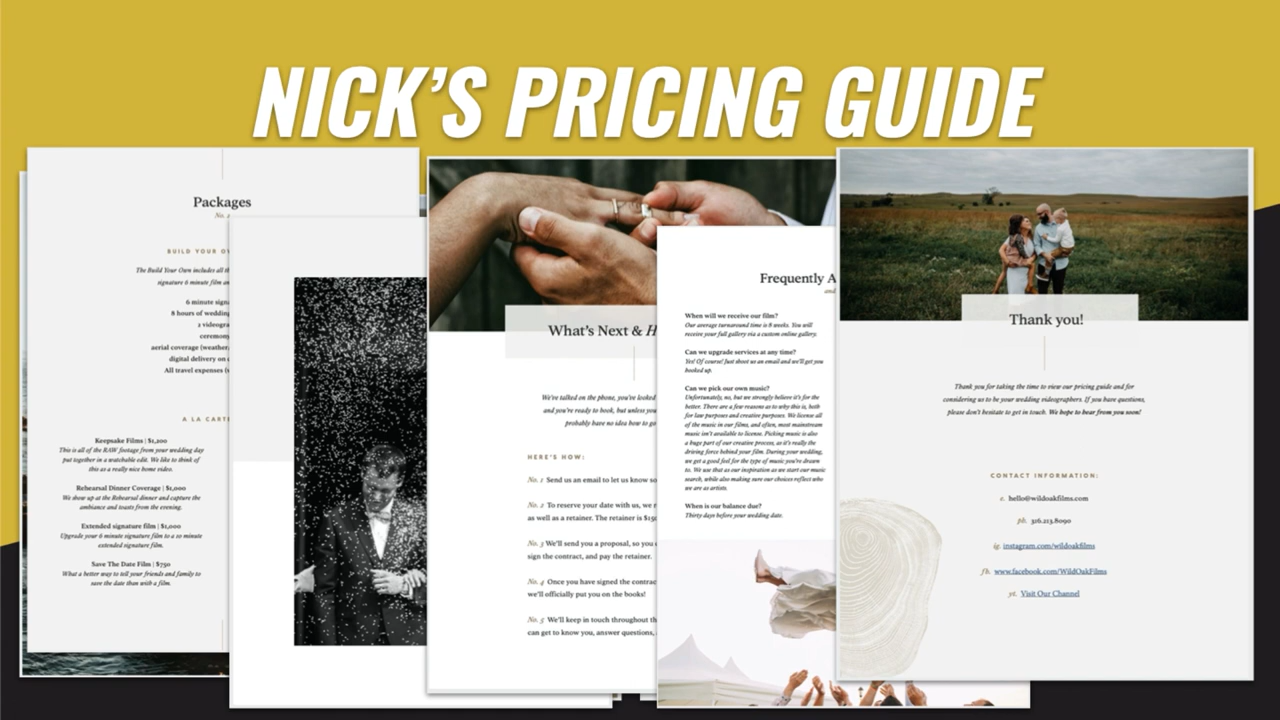 NICK'S PRICING GUIDE
Packages
No.
BUILD YOUR
The Build Your Own includes all
signature 6 minute film
6 minute
8 hours of
2
aerial coverage
digital delivery on
All travel expenses
A LA CARTE
Keepsake Films | $1,200
This is all of the RAW footage from your wedding day
put together in a watchable edit. We like to think of
this as a really nice home video.
Rehearsal Dinner Coverage | $1,000
We show up at the Rehearsal dinner and capture the
ambiance and toasts from the evening.
Extended signature film | $1,000
Upgrade your 6 minute signature film to a 10 minute
extended signature film.
Save The Date Film | $750
What a better way to tell your friends and family to
save the date than with a film.
What's Next &
We've talked on the phone, you've looked
and you're ready to book, but unless you
probably have no idea how to go
HERE'S HOW:
No. 1 Send us an email to let us know
No. 2 To reserve your date with us, we
as well as a retainer. The retainer is
No. 3 We'll send you a proposal, so you
sign the contract, and pay the retainer.
No. 4 Once you have signed the
we'll officially put you on the books!
No. 5 We'll keep in touch throughout
can get to know you, answer questions,
Frequently
and
When will we receive our film?
Our average turnaround time is 8 weeks. You will
receive your full gallery via a custom online gallery.
Can we upgrade services at any time?
Yes! Of course! Just shoot us an email and we'll get you
hooked up.
Can we pick our own music?
Unfortunately, no, but we strongly believe it's for the
better. There are a few reasons as to why this is, both
for law purposes and creative purposes. We license all
of the music in our films, and often, most mainstream
music isn't available to license. Picking music is also
a huge part of our creative process, as it's really the
driving force behind your film. During your wedding,
we get a good feel for the type of music you're drawn
to. We use that as our inspiration as we start our music
search, while also making sure our choices reflect who
we are as artists.
When is our balance due?
Thirty days before your wedding date.
Thank you!
Thank you for taking the time to view our pricing guide and for
considering us to be your wedding videographers. If you have questions,
please don't hesitate to get in touch. We hope to hear from you soon!
CONTACT INFORMATION:
e. hello@wildoakfilms.com
ph. 316.213.8090
ig. instagram.com/wildoakfilms
fb. www.facebook.com/WildOakFilms
yt. Visit Our Channel